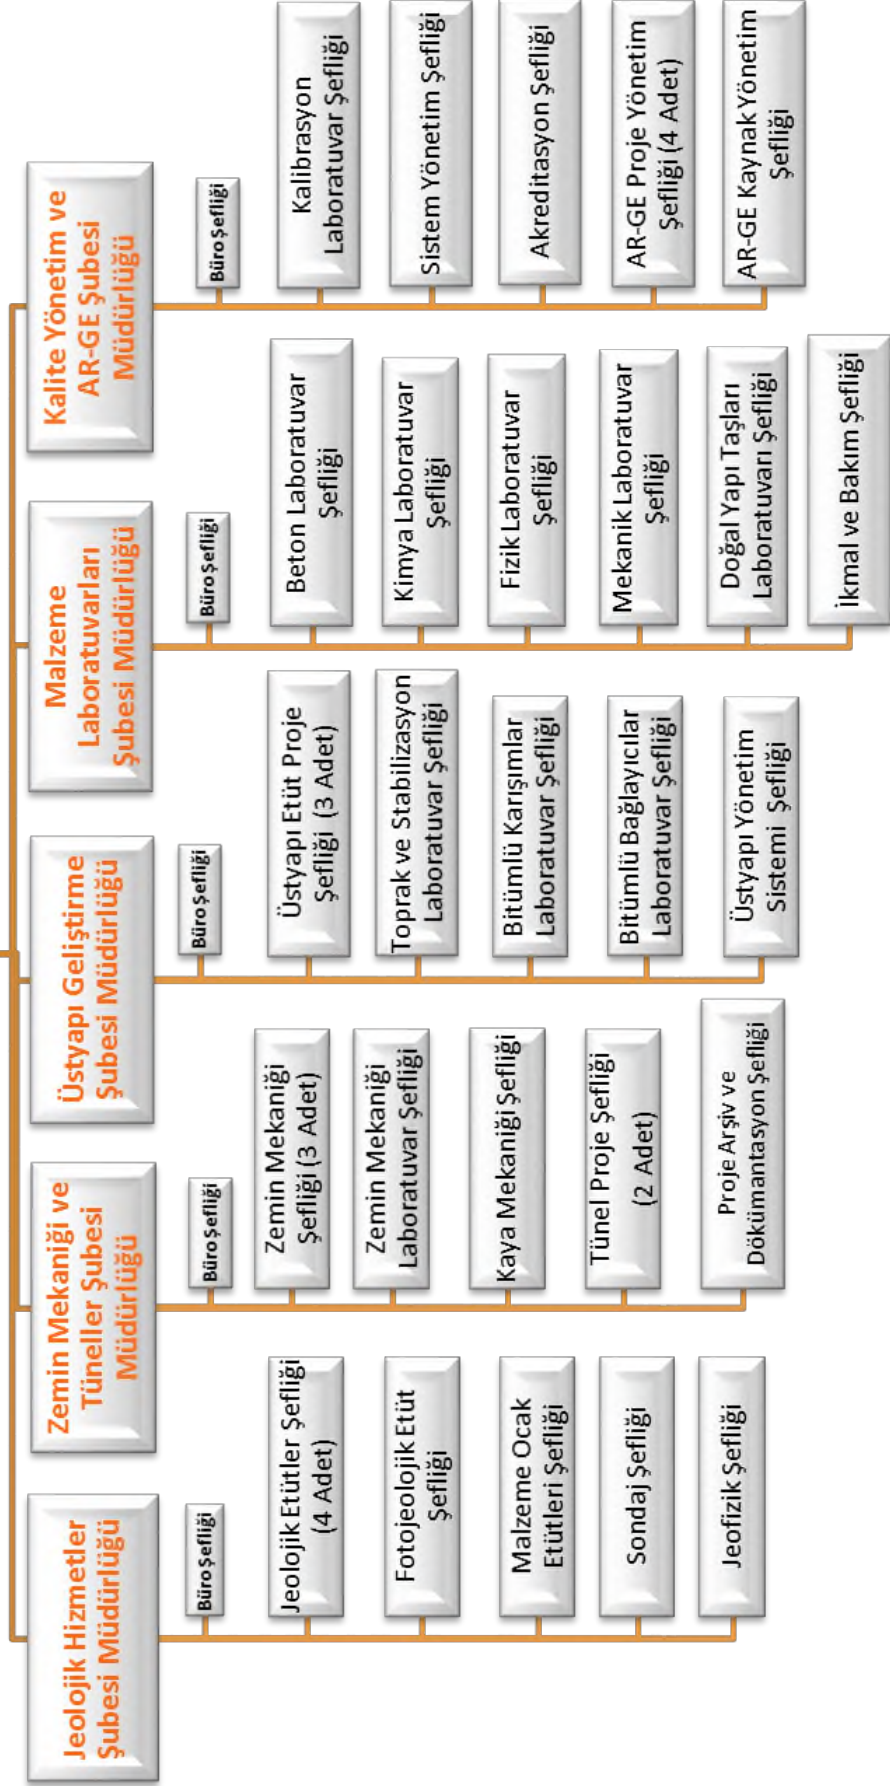 Jeolojik Hizmetler
Şubesi Müdürlüğü
Büro Şefliği
Jeolojik Etütler Şefliği
(4 Adet)
Fotojeolojik Etüt
Şefliği
Malzeme Ocak
Etütleri Şefliği
Sondaj Şefliği
Jeofizik Şefliği
Zemin Mekaniği ve
Tüneller Şubesi
Müdürlüğü
Büro Şefliği
Zemin Mekaniği
Şefliği (3 Adet)
Zemin Mekaniği
Laboratuvar Şefliği
Kaya Mekaniği Şefliği
Tünel Proje Şefliği
(2 Adet)
Proje Arşiv ve
Dökümantasyon Şefliği
Üstyapı Geliştirme
Şubesi Müdürlüğü
Büro Şefliği
Üstyapı Etüt Proje
Şefliği (3 Adet)
Toprak ve Stabilizasyon
Laboratuvar Şefliği
Bitümlü Karışımlar
Laboratuvar Şefliği
Bitümlü Bağlayıcılar
Laboratuvar Şefliği
Üstyapı Yönetim
Sistemi Şefliği
Malzeme
Laboratuvarları
Şubesi Müdürlüğü
Büro Şefliği
Beton Laboratuvar
Şefliği
Kimya Laboratuvar
Şefliği
Fizik Laboratuvar
Şefliği
Mekanik Laboratuvar
Şefliği
Doğal Yapı Taşları
Laboratuvarı Şefliği
İkmal ve Bakım Şefliği
Kalite Yönetim ve
AR-GE Şubesi
Müdürlüğü
Büro Şefliği
Kalibrasyon
Laboratuvar Şefliği
Sistem Yönetim Şefliği
Akreditasyon Şefliği
AR-GE Proje Yönetim
Şefliği (4 Adet)
AR-GE Kaynak Yönetim
Şefliği